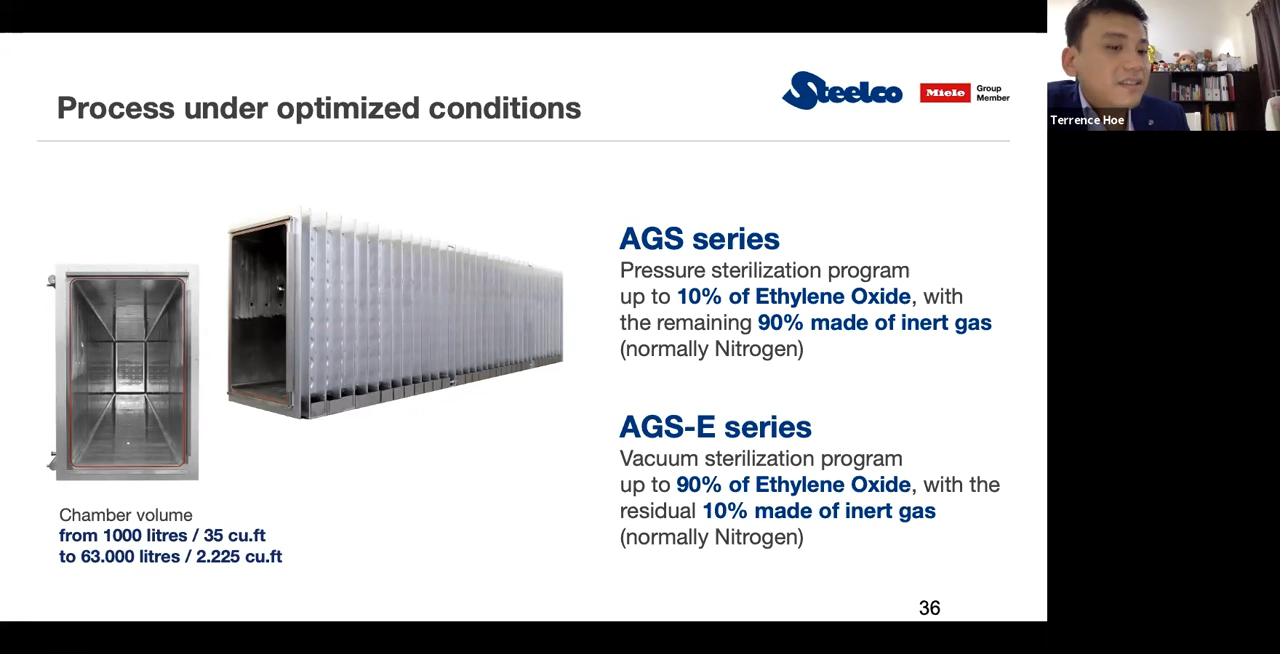 Process under optimized conditions
Steelco
Miele
Group
Member
Terrence Hoe
AGS series
Pressure sterilization program
up to 10% of Ethylene Oxide, with
the remaining 90% made of inert gas
(normally Nitrogen)
AGS-E series
Vacuum sterilization program
up to 90% of Ethylene Oxide, with the
residual 10% made of inert gas
(normally Nitrogen)
Chamber volume
from 1000 litres / 35 cu.ft
to 63.000 litres / 2.225 cu.ft
36